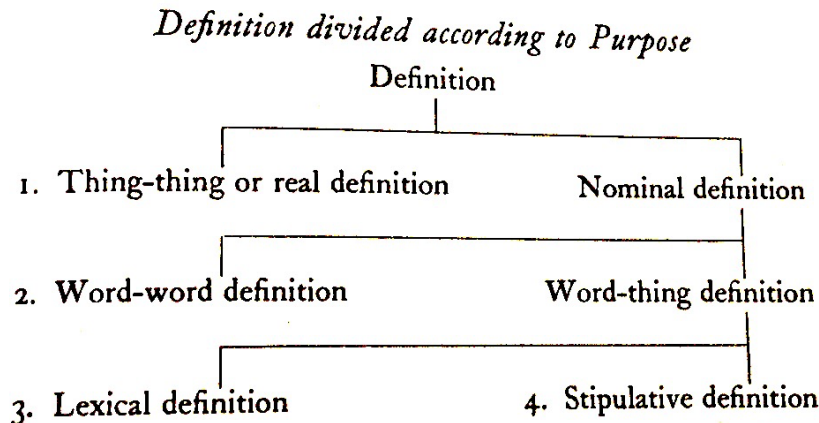 Definition divided according to Purpose
Definition
1. Thing-thing or real definition Nominal definition
2. Word-word definition Word-thing definition
3. Lexical definition 4. Stipulative definition